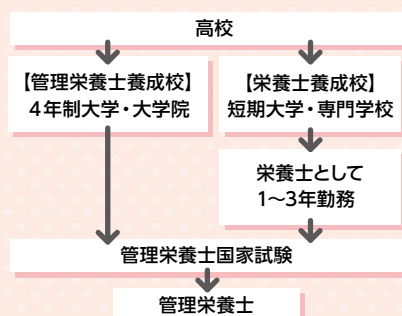 高校
【管理栄養士養成校】
4年制大学・大学院
【栄養士養成校】
短期大学・専門学校
栄養士として
1〜3年勤務
管理栄養士国家試験
管理栄養士